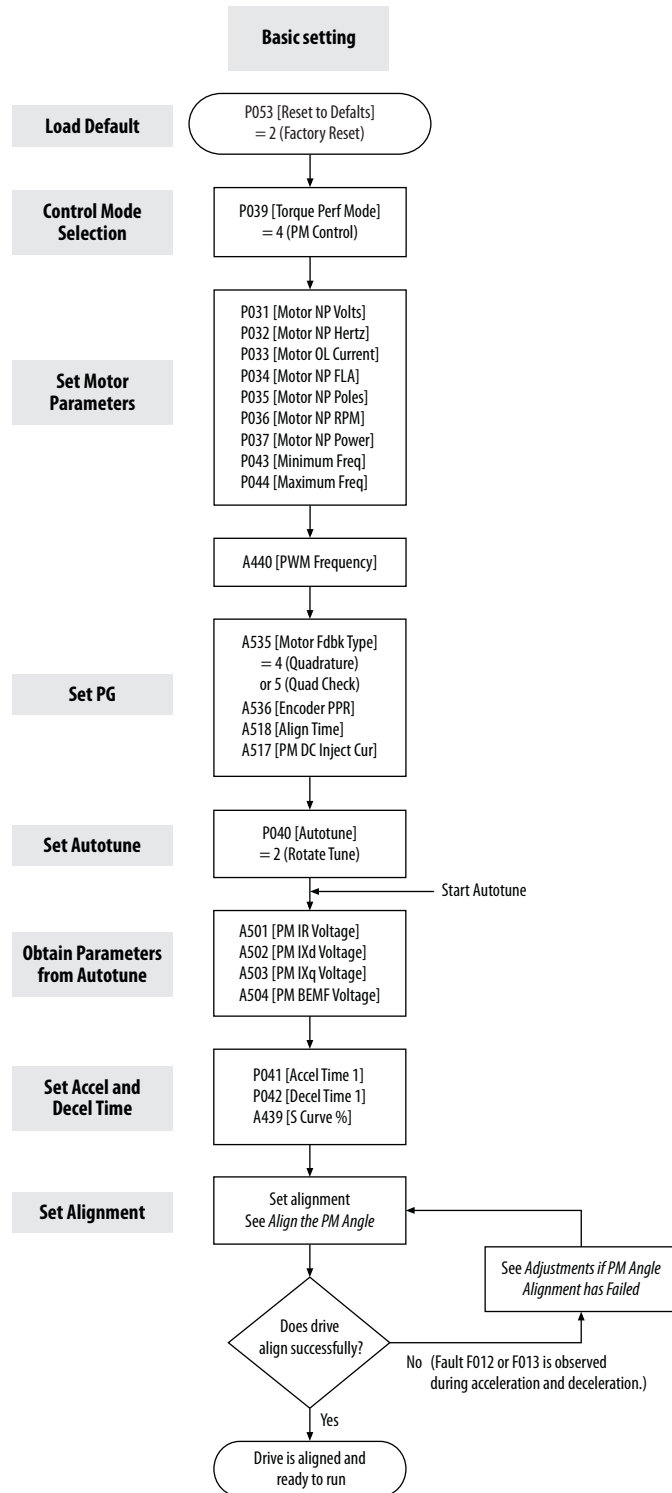 Basic setting
Load Default
P053 [Reset to Defalts]
= 2 (Factory Reset)
Control Mode
Selection
P039 [Torque Perf Mode]
= 4 (PM Control)
Set Motor
Parameters
P031 [Motor NP Volts]
P032 [Motor NP Hertz]
P033 [Motor OL Current]
P034 [Motor NP FLA]
P035 [Motor NP Poles]
P036 [Motor NP RPM]
P037 [Motor NP Power]
P043 [Minimum Freq]
P044 [Maximum Freq]
A440 [PWM Frequency]
Set PG
A535 [Motor Fdbk Type]
= 4 (Quadrature)
or 5 (Quad Check)
A536 [Encoder PPR]
A518 [Align Time]
A517 [PM DC Inject Cur]
Set Autotune
P040 [Autotune]
= 2 (Rotate Tune)
Start Autotune
Obtain Parameters
from Autotune
A501 [PM IR Voltage]
A502 [PM IXd Voltage]
A503 [PM IXq Voltage]
A504 [PM BEMF Voltage]
Set Accel and
Decel Time
P041 [Accel Time 1]
P042 [Decel Time 1]
A439 [S Curve %]
Set Alignment
Set alignment
See Align the PM Angle
See Adjustments if PM Angle
Alignment has Failed
Does drive
align successfully?
No (Fault F012 or F013 is observed
during acceleration and deceleration.)
Yes
Drive is aligned and
ready to run